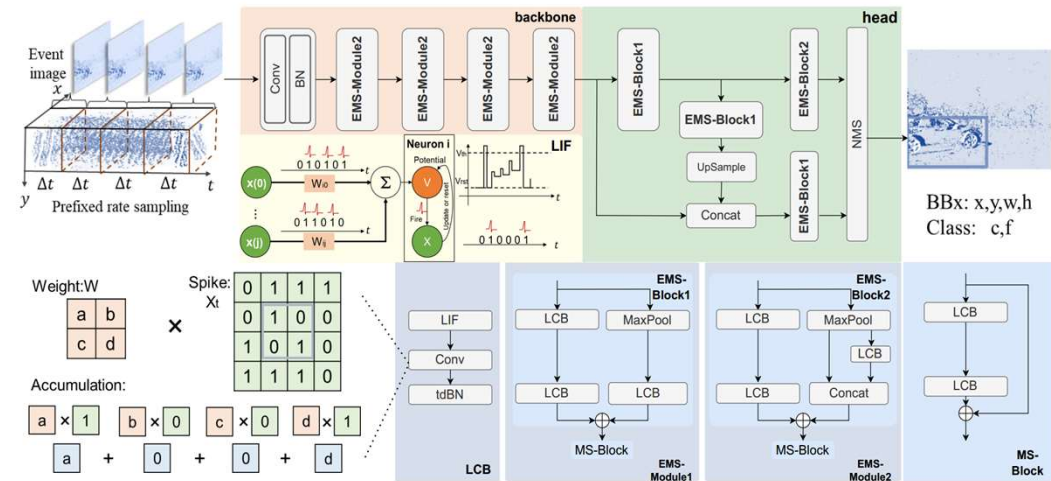 backbone
head
Event
image
x
y
Δt
Δt
Δt
Δt
t
Prefixed rate sampling
Conv
BN
EMS-Module2
EMS-Module2
EMS-Module2
EMS-Module2
EMS-Block1
EMS-Block2
EMS-Block1
UpSample
Concat
EMS-Block1
NMS
BBx: x,y,w,h
Class: c,f
LIF
Neuron i
Potential
V
Fire
Update or reset
X
x(0)
0 1 0 1 0 1
t
Wi0
Σ
⋮
x(j)
0 1 1 0 1 0
t
Wij
Vth
Vrst
t
0 1 0 0 0 1
t
Weight:W
a b
c d
×
Spike:
Xt
0 1 1 1
0 1 0 0
1 0 1 0
1 1 1 0
Accumulation:
a × 1
b × 0
c × 0
d × 1
a + 0 + 0 + d
LIF
Conv
tdBN
LCB
EMS-
Block1
LCB
MaxPool
LCB
LCB
MS-Block
EMS-
Module1
EMS-
Block2
LCB
MaxPool
LCB
LCB
Concat
MS-Block
EMS-
Module2
LCB
LCB
MS-
Block